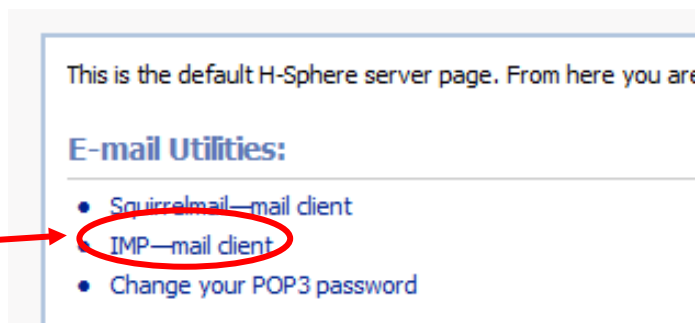 This is the default H-Sphere server page. From here you are
E-mail Utilities:
• Squirrelmail—mail client
• IMP—mail client
• Change your POP3 password